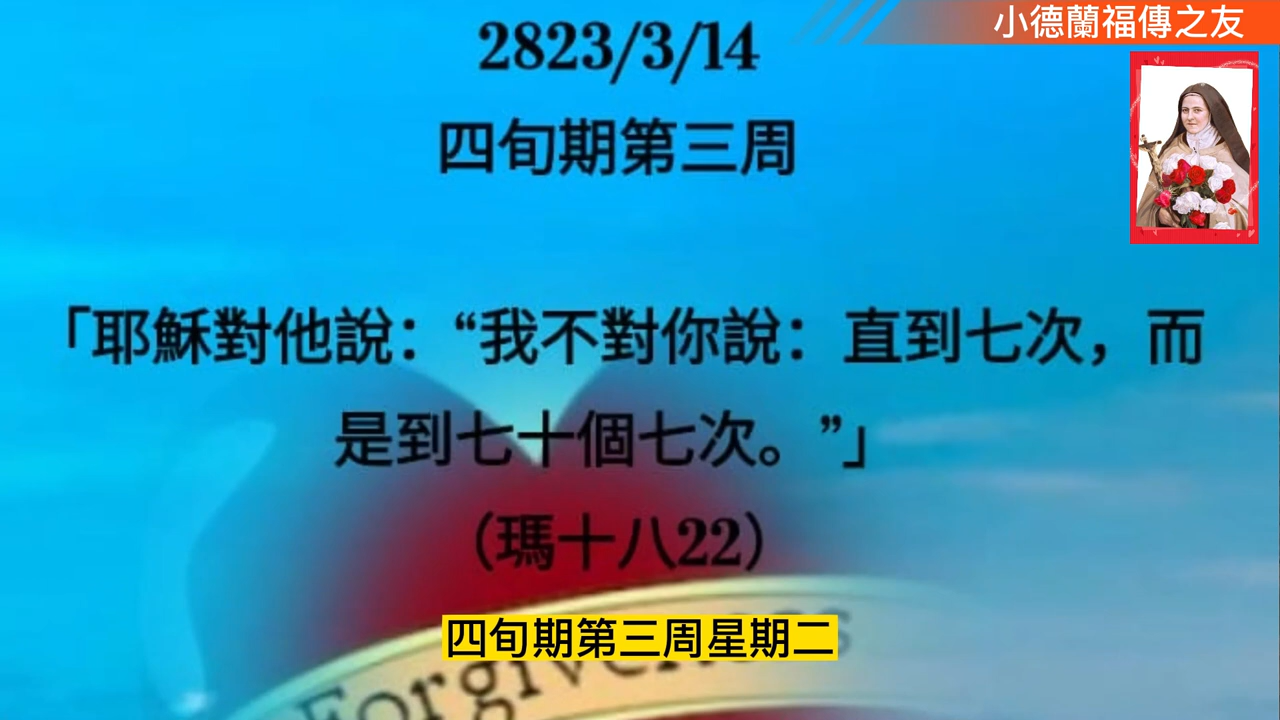 小德蘭福傳之友
2823/3/14
四旬期第三周
「耶穌對他說：“我不對你說：直到七次，而
是到七十個七次。”」
（瑪十八22）
四旬期第三周星期二
Forgiveness